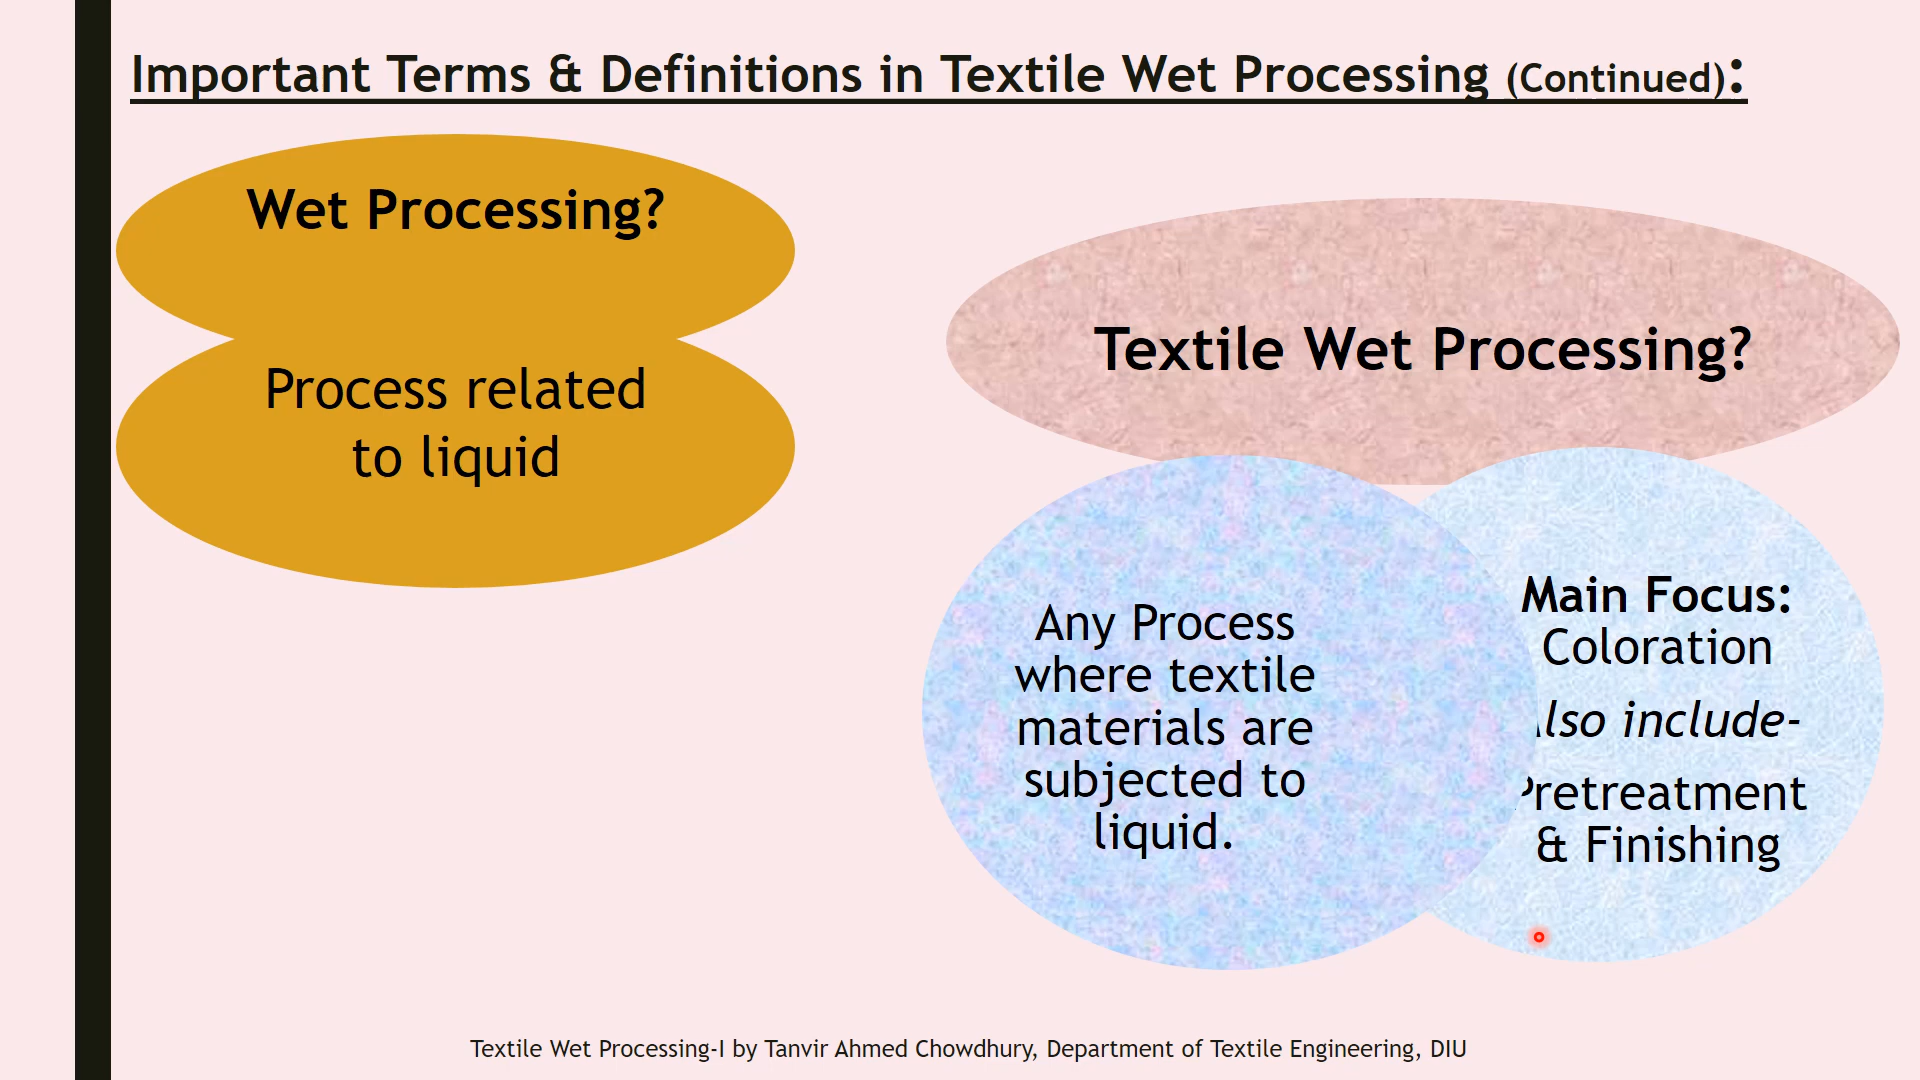 Important Terms & Definitions in Textile Wet Processing (Continued):
Wet Processing?
Process related
to liquid
Textile Wet Processing?
Any Process
where textile
materials are
subjected to
liquid.
Main Focus:
Coloration
lso include-
Pretreatment
& Finishing
Textile Wet Processing-I by Tanvir Ahmed Chowdhury, Department of Textile Engineering, DIU